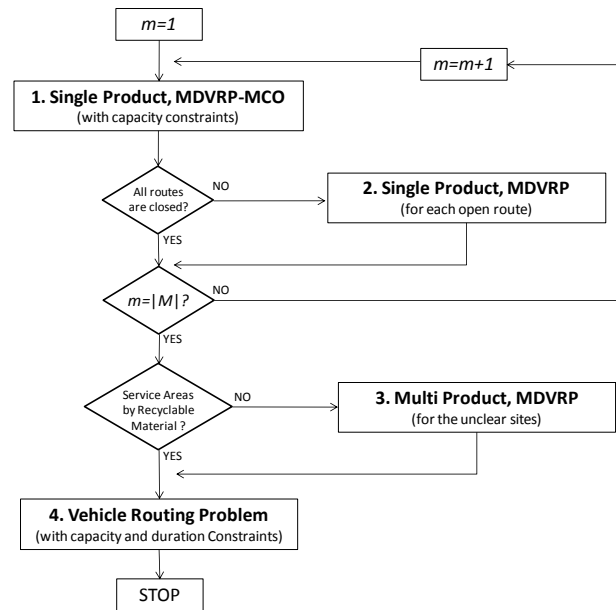 m=1
m=m+1
1. Single Product, MDVRP-MCO
(with capacity constraints)
All routes
are closed?
NO
YES
2. Single Product, MDVRP
(for each open route)
m=|M|?
NO
YES
Service Areas
by Recyclable
Material ?
NO
YES
3. Multi Product, MDVRP
(for the unclear sites)
4. Vehicle Routing Problem
(with capacity and duration Constraints)
STOP